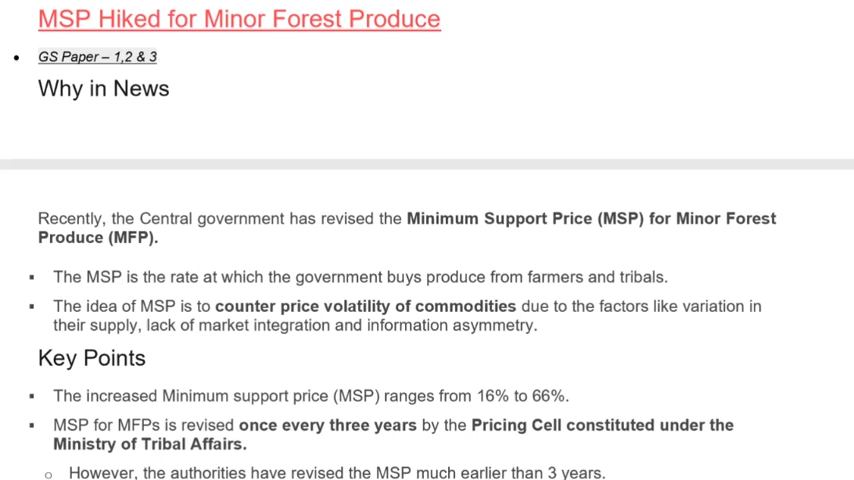 MSP Hiked for Minor Forest Produce
• GS Paper – 1,2 & 3
Why in News
Recently, the Central government has revised the Minimum Support Price (MSP) for Minor Forest
Produce (MFP).
▪ The MSP is the rate at which the government buys produce from farmers and tribals.
▪ The idea of MSP is to counter price volatility of commodities due to the factors like variation in
their supply, lack of market integration and information asymmetry.
Key Points
▪ The increased Minimum support price (MSP) ranges from 16% to 66%.
▪ MSP for MFPs is revised once every three years by the Pricing Cell constituted under the
Ministry of Tribal Affairs.
o However, the authorities have revised the MSP much earlier than 3 years.